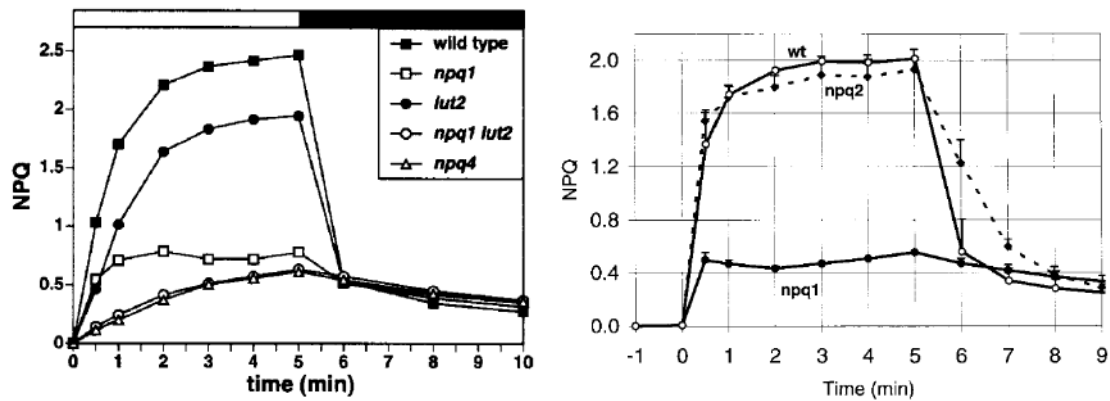 2.5
2
1.5
1
0.5
0
NPQ
0 1 2 3 4 5 6 7 8 9 10
time (min)
wild type
npq1
lut2
npq1 lut2
npq4
2.0
1.6
1.2
0.8
0.4
0.0
NPQ
wt
npq2
npq1
-1 0 1 2 3 4 5 6 7 8 9
Time (min)